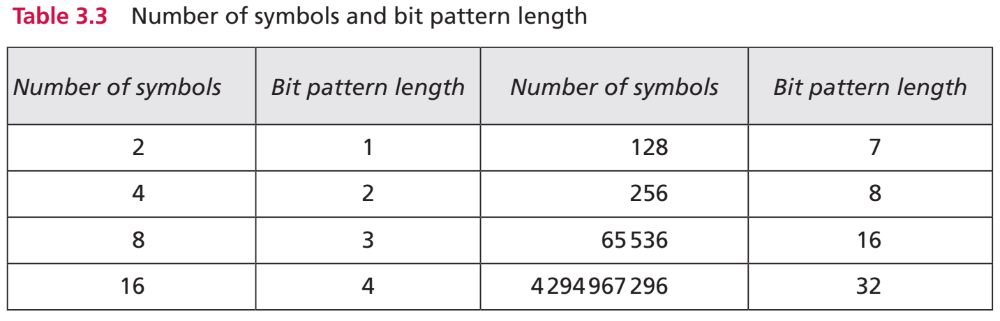 Table 3.3 Number of symbols and bit pattern length
Number of symbols Bit pattern length Number of symbols Bit pattern length
2 1 128 7
4 2 256 8
8 3 65 536 16
16 4 4 294 967 296 32